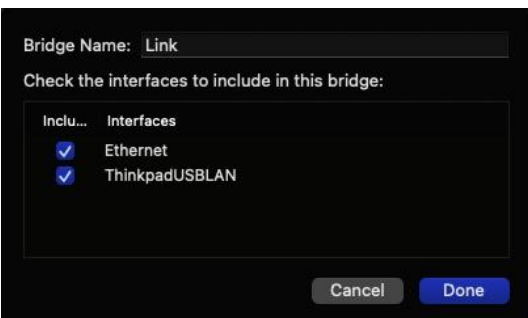 Bridge Name: Link
Check the interfaces to include in this bridge:
Inclu... Interfaces
Ethernet
ThinkpadUSBLAN
Cancel Done